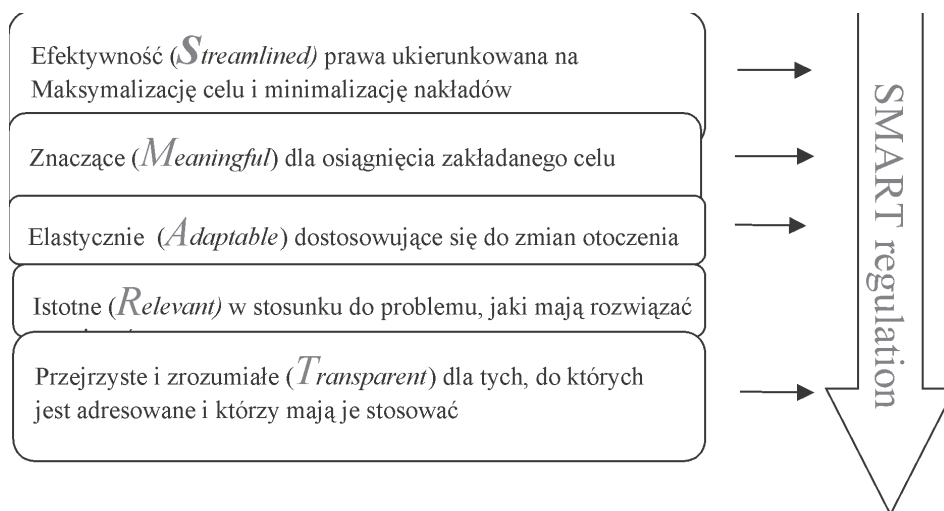 Efektywność (Streamlined) prawa ukierunkowana na
Maksymalizację celu i minimalizację nakładów
Znaczące (Meaningful) dla osiągnięcia zakładanego celu
Elastycznie (Adaptable) dostosowujące się do zmian otoczenia
Istotne (Relevant) w stosunku do problemu, jaki mają rozwiązać
Przejrzyste i zrozumiałe (Transparent) dla tych, do których
jest adresowane i którzy mają je stosować
SMART regulation